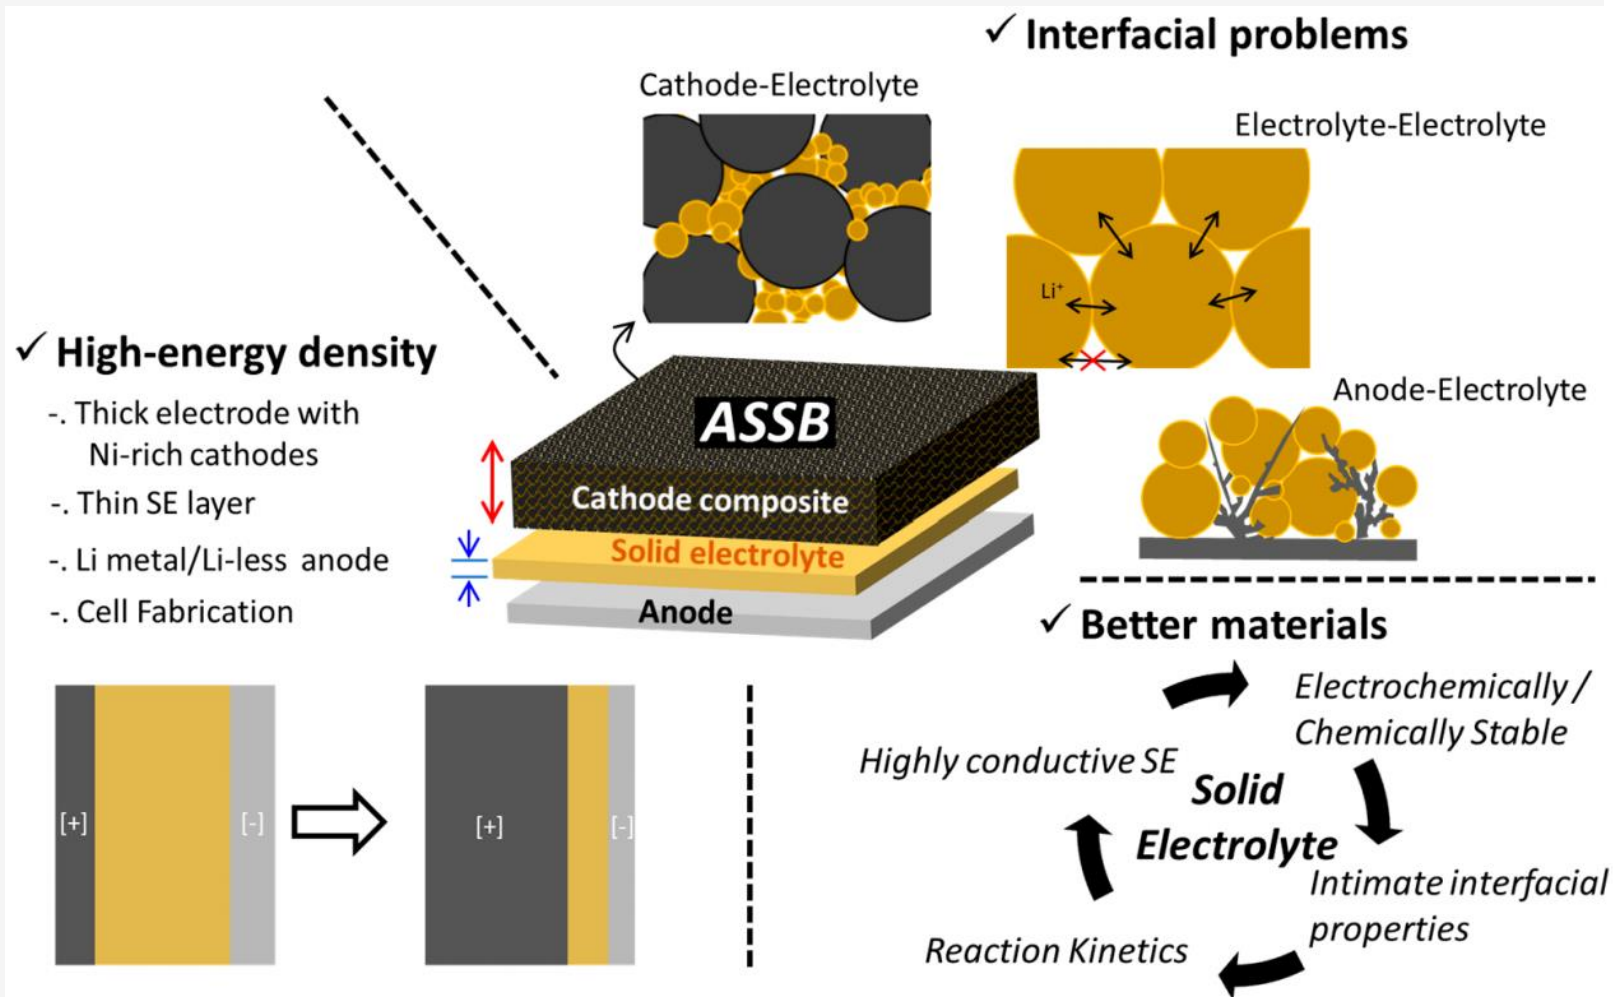 ✓ Interfacial problems
Cathode-Electrolyte
Electrolyte-Electrolyte
Li⁺
Anode-Electrolyte
✓ High-energy density
-. Thick electrode with
Ni-rich cathodes
-. Thin SE layer
-. Li metal/Li-less anode
-. Cell Fabrication
ASSB
Cathode composite
Solid electrolyte
Anode
[+]
[-]
[+]
[-]
✓ Better materials
Electrochemically /
Chemically Stable
Highly conductive SE
Solid
Electrolyte
Intimate interfacial
properties
Reaction Kinetics